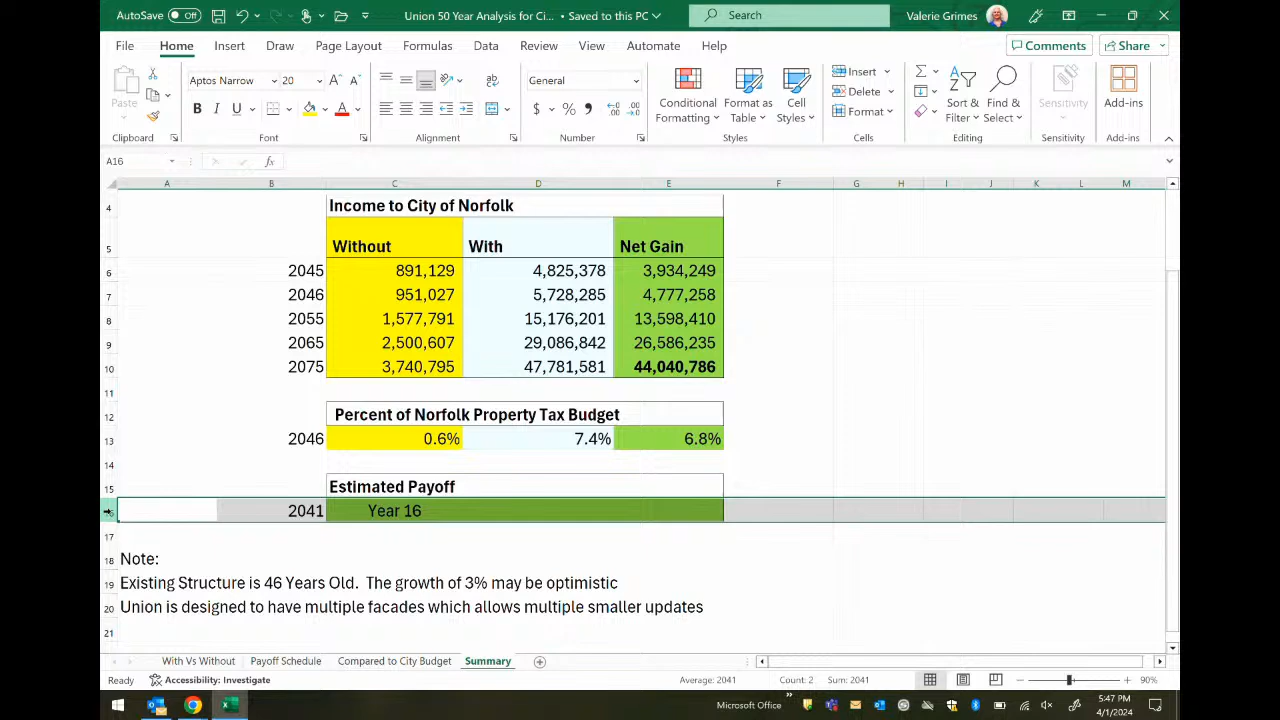 AutoSave Off Union 50 Year Analysis for Ci... • Saved to this PC Search Valerie Grimes
File Home Insert Draw Page Layout Formulas Data Review View Automate Help Comments Share
Paste Aptos Narrow 20 General Conditional Formatting Format as Table Cell Styles Insert Delete Format Sort & Filter Find & Select Sensitivity Add-ins
Clipboard Font Alignment Number Styles Cells Editing Sensitivity Add-ins
A16 fx
A B C D E F G H I J K L M
4 Income to City of Norfolk
5 Without With Net Gain
6 2045 891,129 4,825,378 3,934,249
7 2046 951,027 5,728,285 4,777,258
8 2055 1,577,791 15,176,201 13,598,410
9 2065 2,500,607 29,086,842 26,586,235
10 2075 3,740,795 47,781,581 44,040,786
11
12 Percent of Norfolk Property Tax Budget
13 2046 0.6% 7.4% 6.8%
14
15 Estimated Payoff
2041 Year 16
17
18 Note:
19 Existing Structure is 46 Years Old. The growth of 3% may be optimistic
20 Union is designed to have multiple facades which allows multiple smaller updates
21
With Vs Without Payoff Schedule Compared to City Budget Summary
Ready Accessibility: Investigate Average: 2041 Count: 2 Sum: 2041 90%
Microsoft Office 5:47 PM
4/1/2024